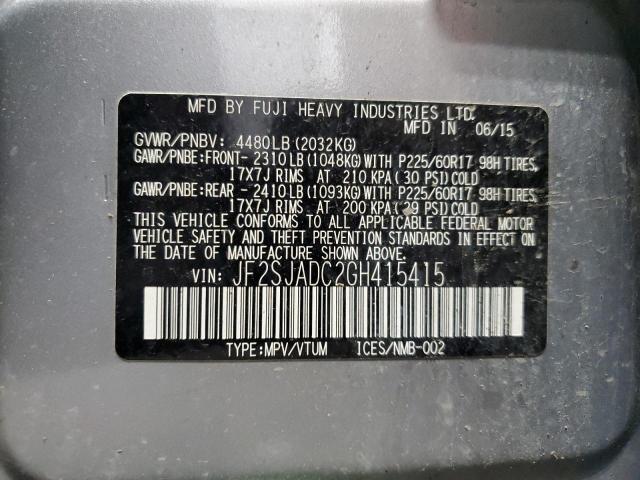 MFD BY FUJI HEAVY INDUSTRIES LTD.
MFD IN 06/15
GVWR/PNBV: 4480LB(2032KG)
GAWR/PNBE:FRONT- 2310LB(1048KG)WITH P225/60R17 98H TIRES,
17X7J RIMS AT 210 KPA( 30 PSI)COLD
GAWR/PNBE:REAR -2410LB(1093KG)WITH P225/60R17 98H TIRES,
17X7J RIMS AT 200 KPA(29 PSI)COLD
THIS VEHICLE CONFORMS TO ALL APPLICABLE FEDERAL MOTOR
VEHICLE SAFETY AND THEFT PREVENTION STANDARDS IN EFFECT ON
THE DATE OF MANUFACTURE SHOWN ABOVE.
VIN: JF2SJADC2GH415415
TYPE:MPV/VTUM ICES/NMB-002